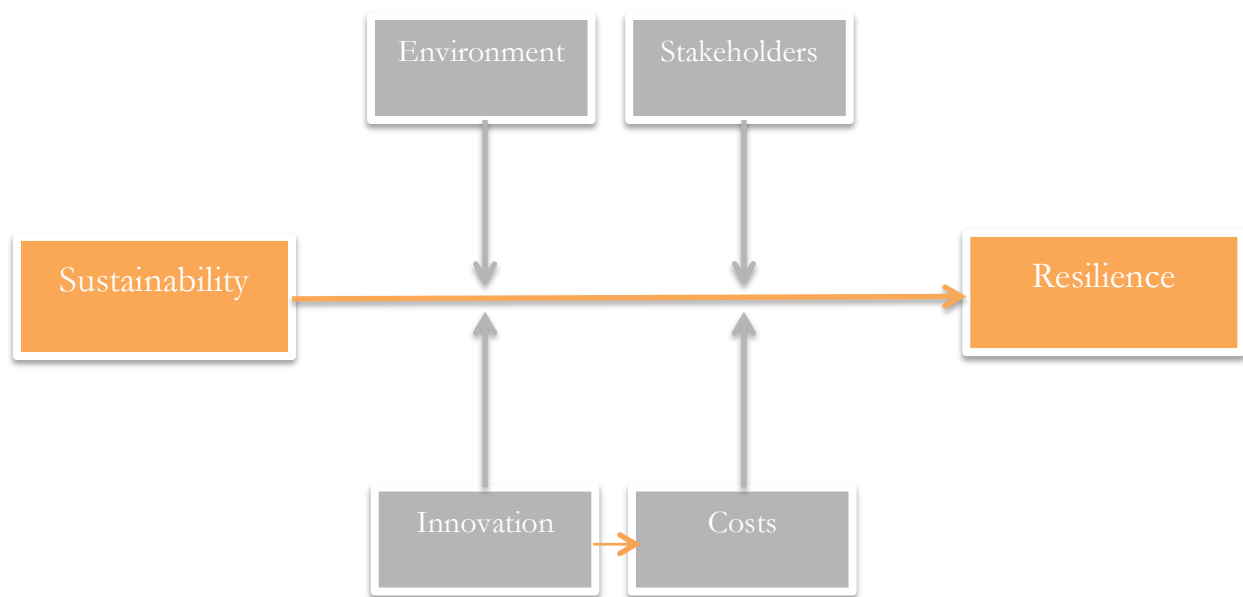 Environment
Stakeholders
Sustainability
Resilience
Innovation
Costs